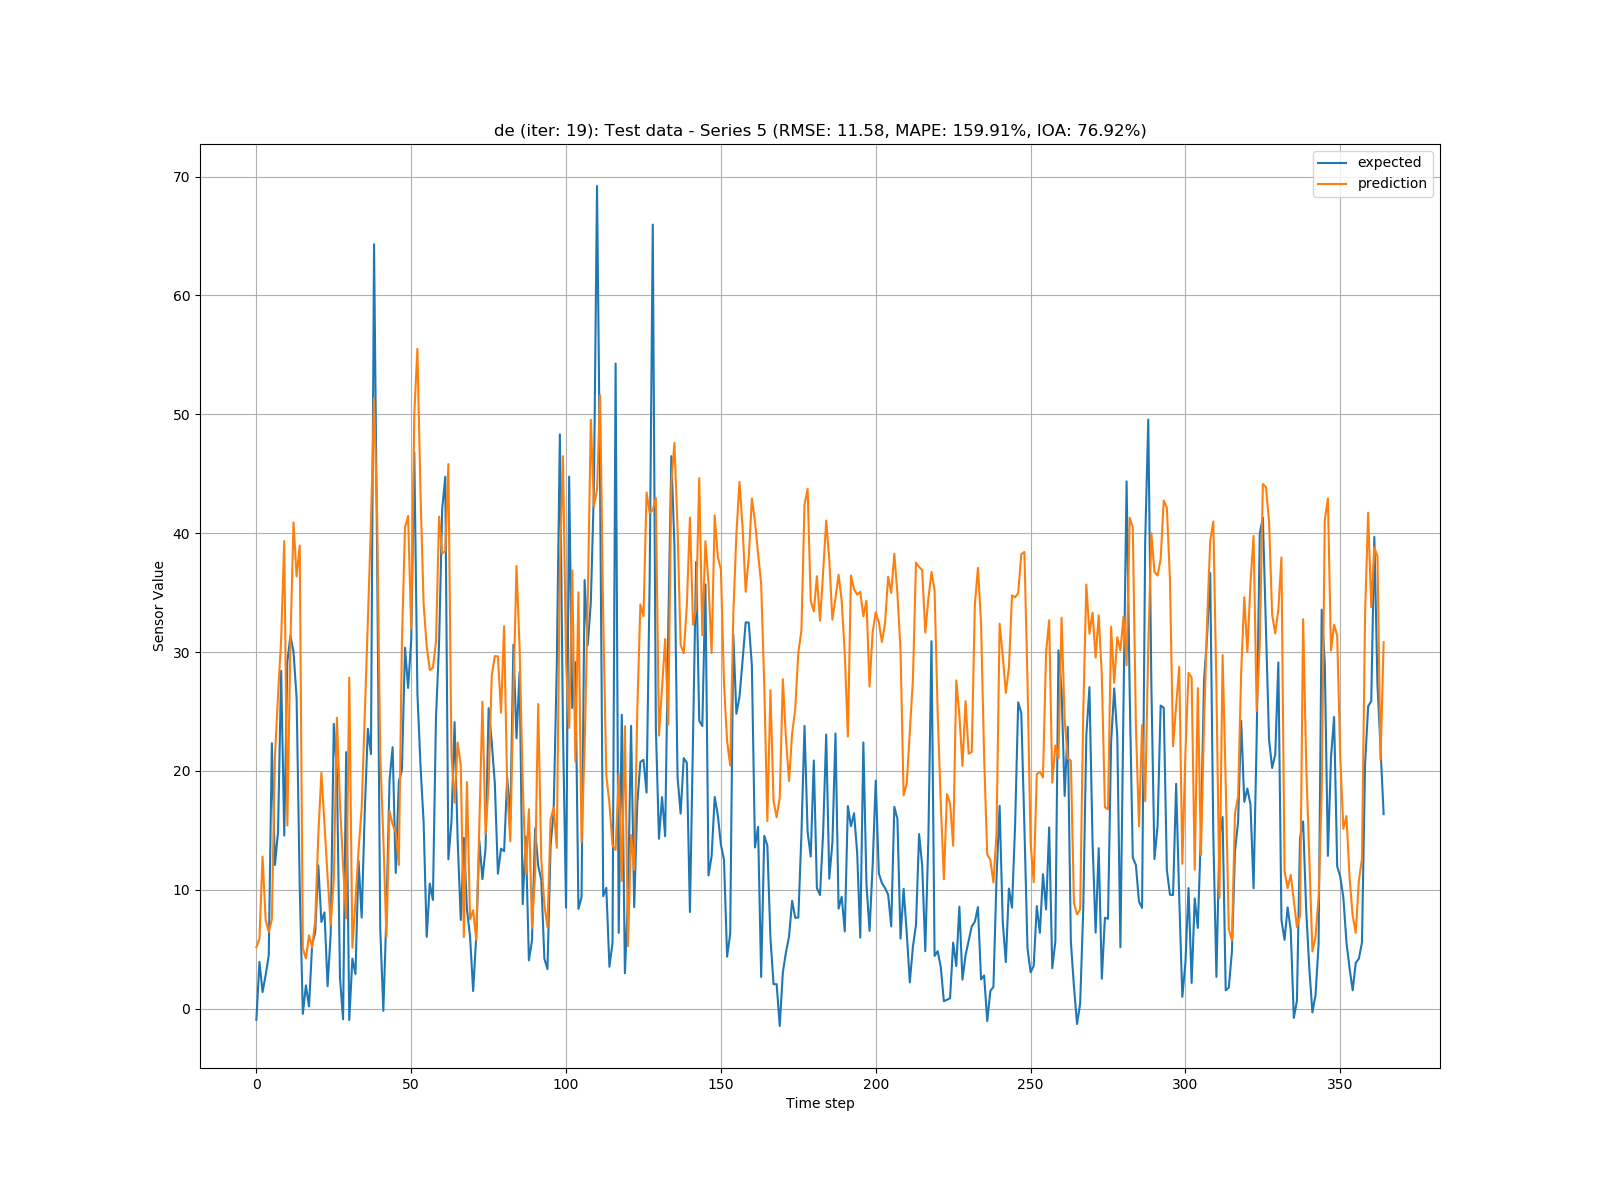 de (iter: 19): Test data - Series 5 (RMSE: 11.58, MAPE: 159.91%, IOA: 76.92%)
expected
prediction
70
60
50
40
30
20
10
0
Sensor Value
0 50 100 150 200 250 300 350
Time step